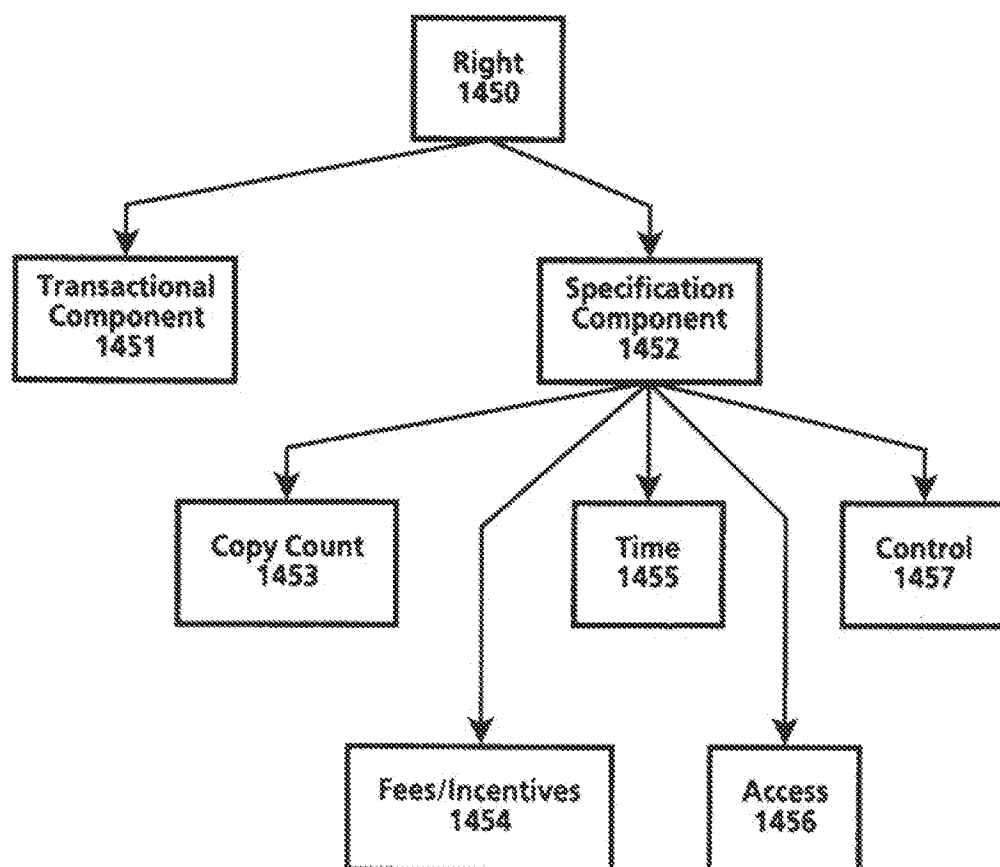 Right
1450
Transactional
Component
1451
Specification
Component
1452
Copy Count
1453
Time
1455
Control
1457
Fees/Incentives
1454
Access
1456